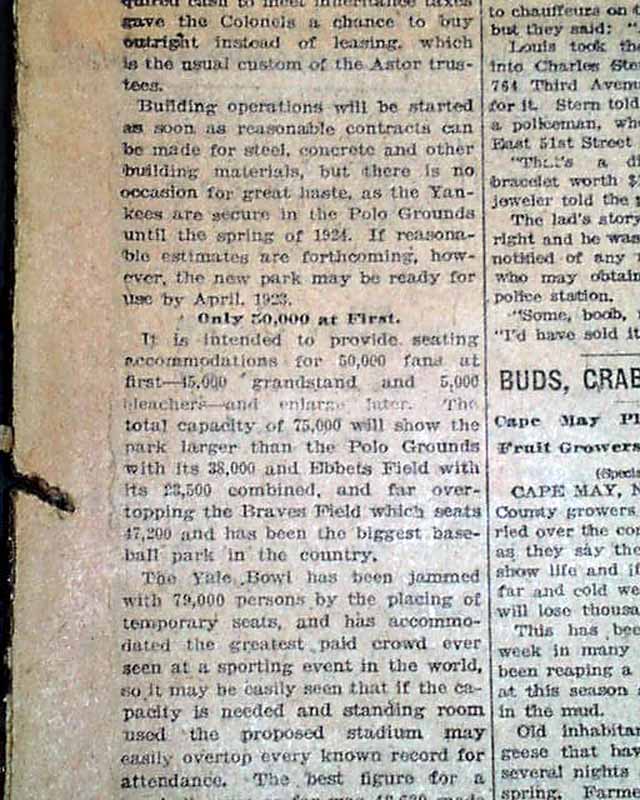 quired cash to meet inheritance taxes
gave the Colonels a chance to buy
outright instead of leasing, which
is the usual custom of the Astor trus-
tees.
Building operations will be started
as soon as reasonable contracts can
be made for steel, concrete and other
building materials, but there is no
occasion for great haste, as the Yan-
kees are secure in the Polo Grounds
until the spring of 1924. If reasona-
ble estimates are forthcoming, how-
ever, the new park may be ready for
use by April, 1923.
Only 50,000 at First.
It is intended to provide seating
accommodations for 50,000 fans at
first—45,000 grandstand and 5,000
bleachers—and enlarge later. The
total capacity of 75,000 will show the
park larger than the Polo Grounds
with its 38,000 and Ebbets Field with
its 23,500 combined, and far over-
topping the Braves Field which seats
47,200 and has been the biggest base-
ball park in the country.
The Yale Bowl has been jammed
with 79,000 persons by the placing of
temporary seats, and has accommo-
dated the greatest paid crowd ever
seen at a sporting event in the world,
so it may be easily seen that if the ca-
pacity is needed and standing room
used the proposed stadium may
easily overtop every known record for
attendance. The best figure for a
to chauffeurs on
but they said:
Louis took th
into Charles Ste
764 Third Avenu
for it. Stern told
a policeman, wh
East 51st Street
"That's a di
bracelet worth $
jeweler told the
The lad's story
right and he was
notified of any
who may obtain
police station.
"Some, boob,
"I'd have sold it
BUDS, CRAB
Cape May Pl
Fruit Growers
(Specia
CAPE MAY,
County growers
ried over the co
as they say the
show life and if
far and cold we
will lose thousa
This has bee
week in many
been reaping a
at this season
in the mud.
Old inhabitan
geese that hav
several nights
spring. Farme